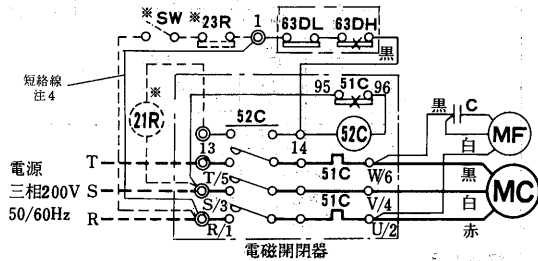 ※ SW ※23R 1 63DL 63DH
黒
短絡線
注4
※
21R
95 51C 96
52C
52C
13 14
黒 C
白 MF
電源
三相200V
50/60Hz
T T/5 51C W/6 黒
S S/3 V/4 白 MC
R R/1 51C U/2 赤
電磁開閉器